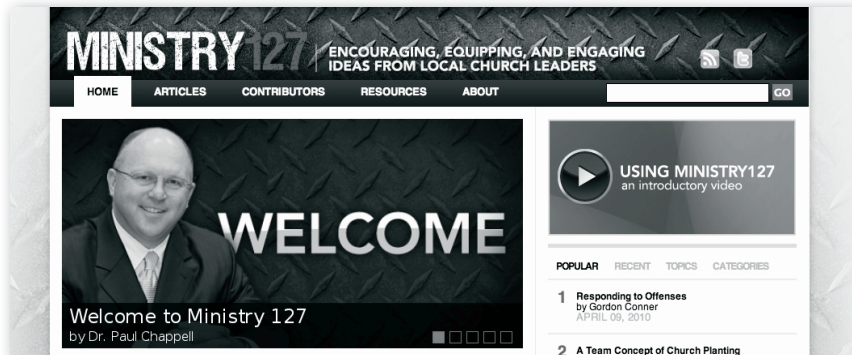 MINISTRY127
ENCOURAGING, EQUIPPING, AND ENGAGING
IDEAS FROM LOCAL CHURCH LEADERS
HOME ARTICLES CONTRIBUTORS RESOURCES ABOUT GO
WELCOME
Welcome to Ministry 127
by Dr. Paul Chappell
USING MINISTRY127
an introductory video
POPULAR RECENT TOPICS CATEGORIES
1 Responding to Offenses
by Gordon Conner
APRIL 09, 2010
2 A Team Concept of Church Planting